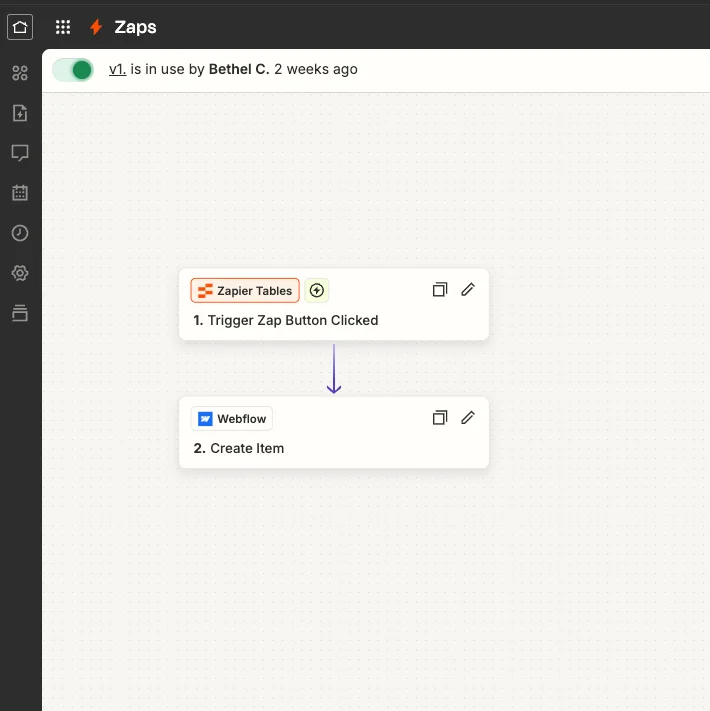 Zaps
v1. is in use by Bethel C. 2 weeks ago
Zapier Tables
1. Trigger Zap Button Clicked
Webflow
2. Create Item